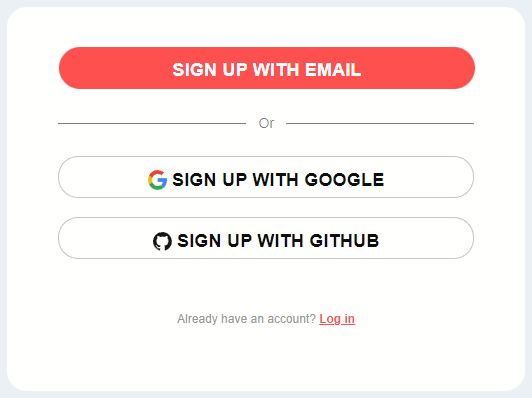 SIGN UP WITH EMAIL
Or
SIGN UP WITH GOOGLE
SIGN UP WITH GITHUB
Already have an account? Log in